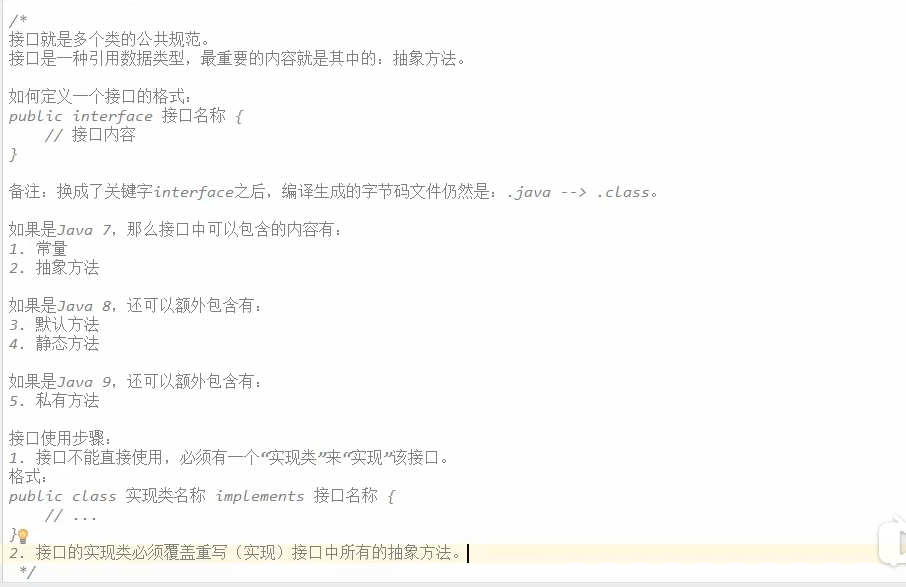 /*
接口就是多个类的公共规范。
接口是一种引用数据类型，最重要的内容就是其中的：抽象方法。
如何定义一个接口的格式：
public interface 接口名称 {
// 接口内容
}
备注：换成了关键字interface之后，编译生成的字节码文件仍然是：.java --> .class。
如果是Java 7，那么接口中可以包含的内容有：
1. 常量
2. 抽象方法
如果是Java 8，还可以额外包含有：
3. 默认方法
4. 静态方法
如果是Java 9，还可以额外包含有：
5. 私有方法
接口使用步骤：
1. 接口不能直接使用，必须有一个“实现类”来“实现”该接口。
格式：
public class 实现类名称 implements 接口名称 {
// ...
}
2. 接口的实现类必须覆盖重写（实现）接口中所有的抽象方法。
*/